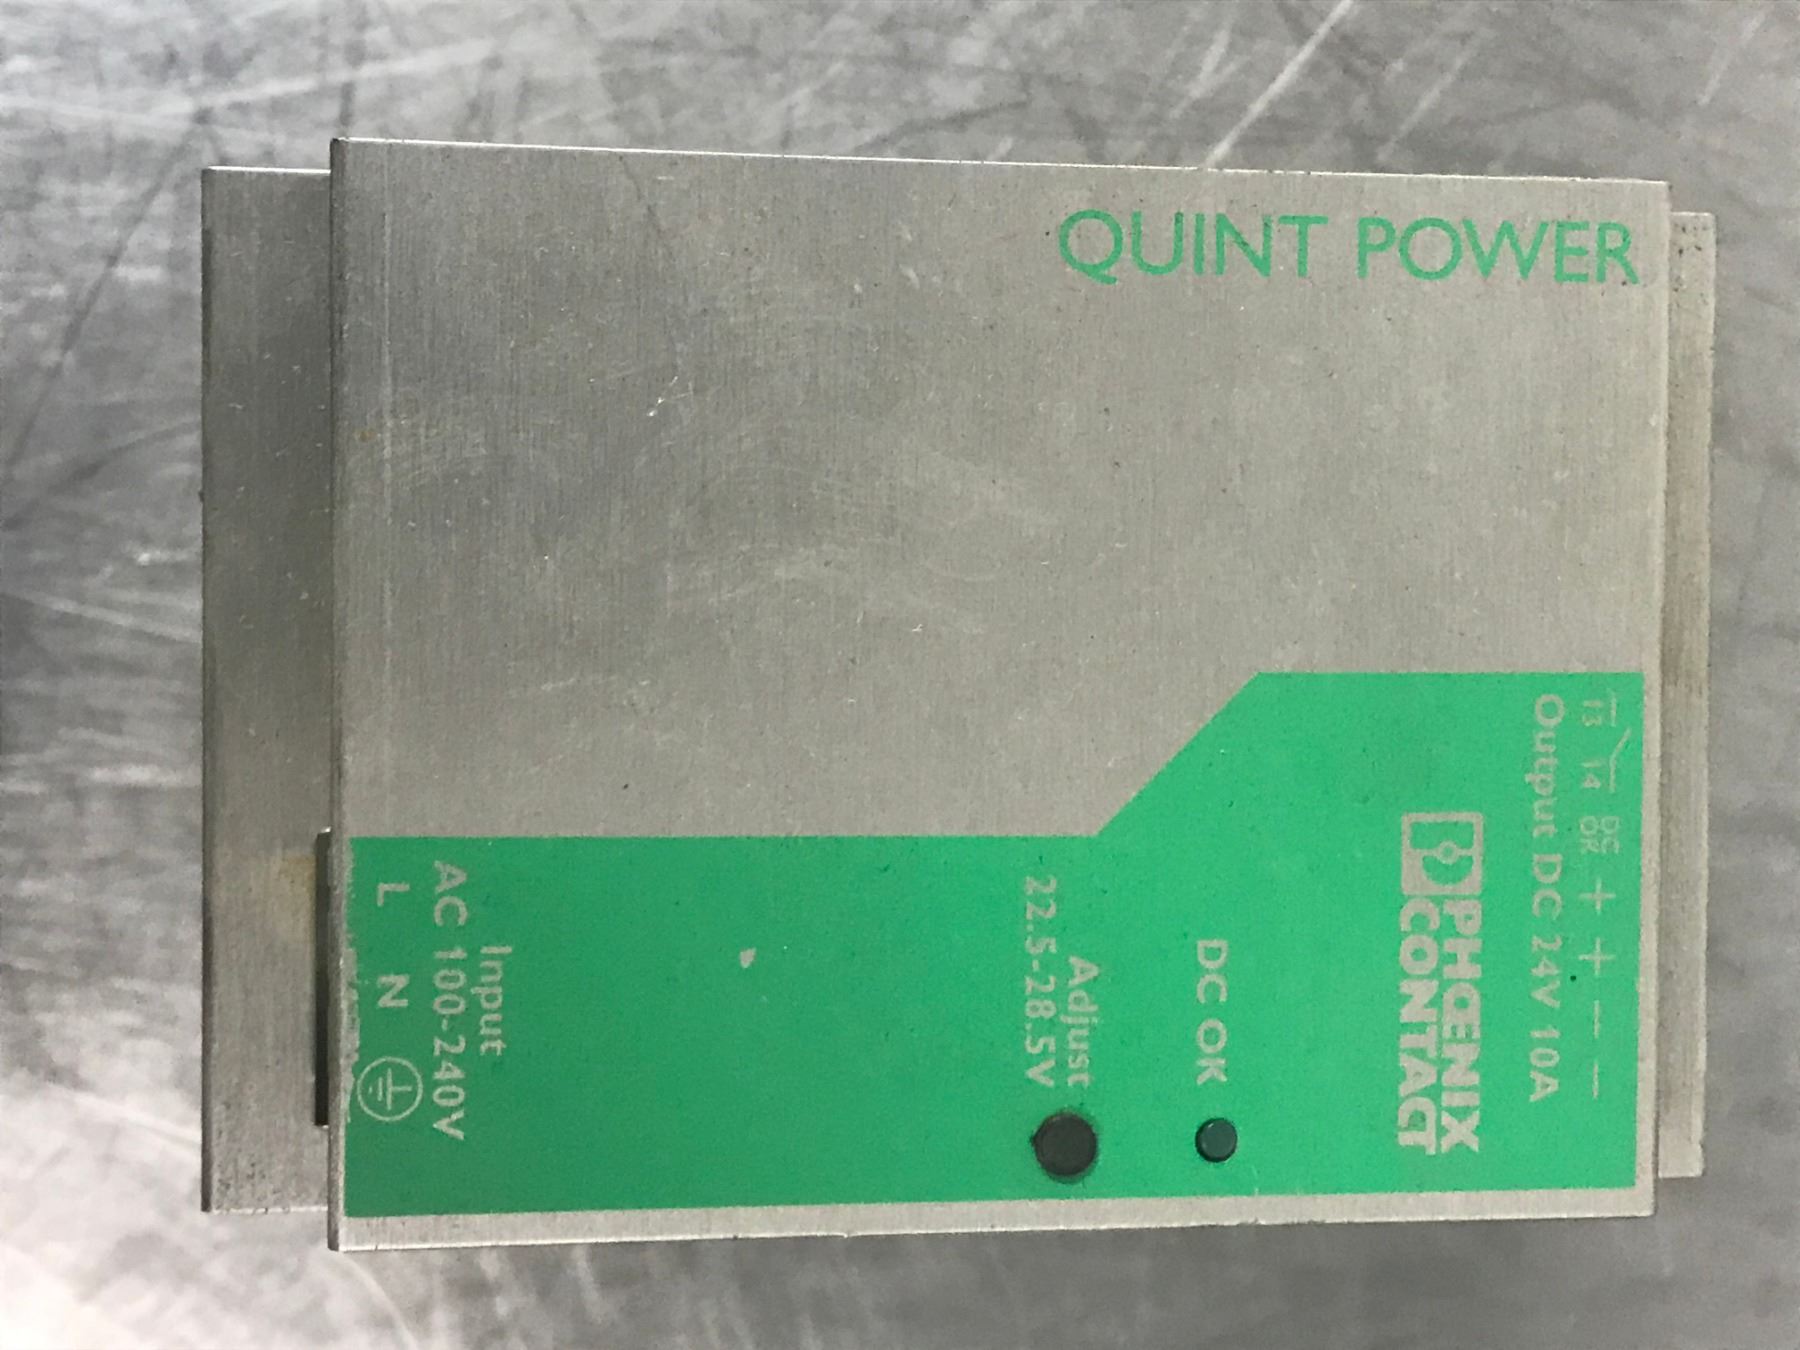 QUINT POWER
13 14 DC OK + + − −
Output DC 24V 10A
PHŒNIX
CONTACT
DC OK
Adjust
22.5-28.5V
Input
AC 100-240V
L N